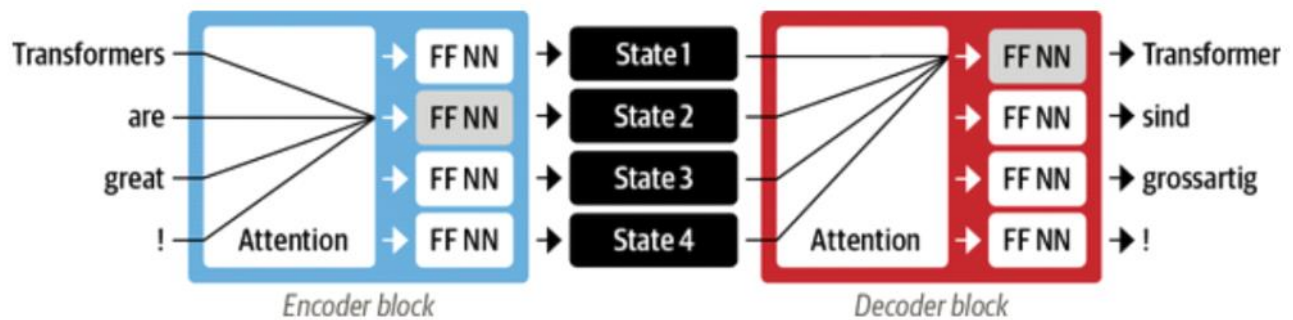 Transformers FF NN State 1 FF NN Transformer
are FF NN State 2 FF NN sind
great FF NN State 3 FF NN grossartig
! Attention FF NN State 4 Attention FF NN !
Encoder block Decoder block